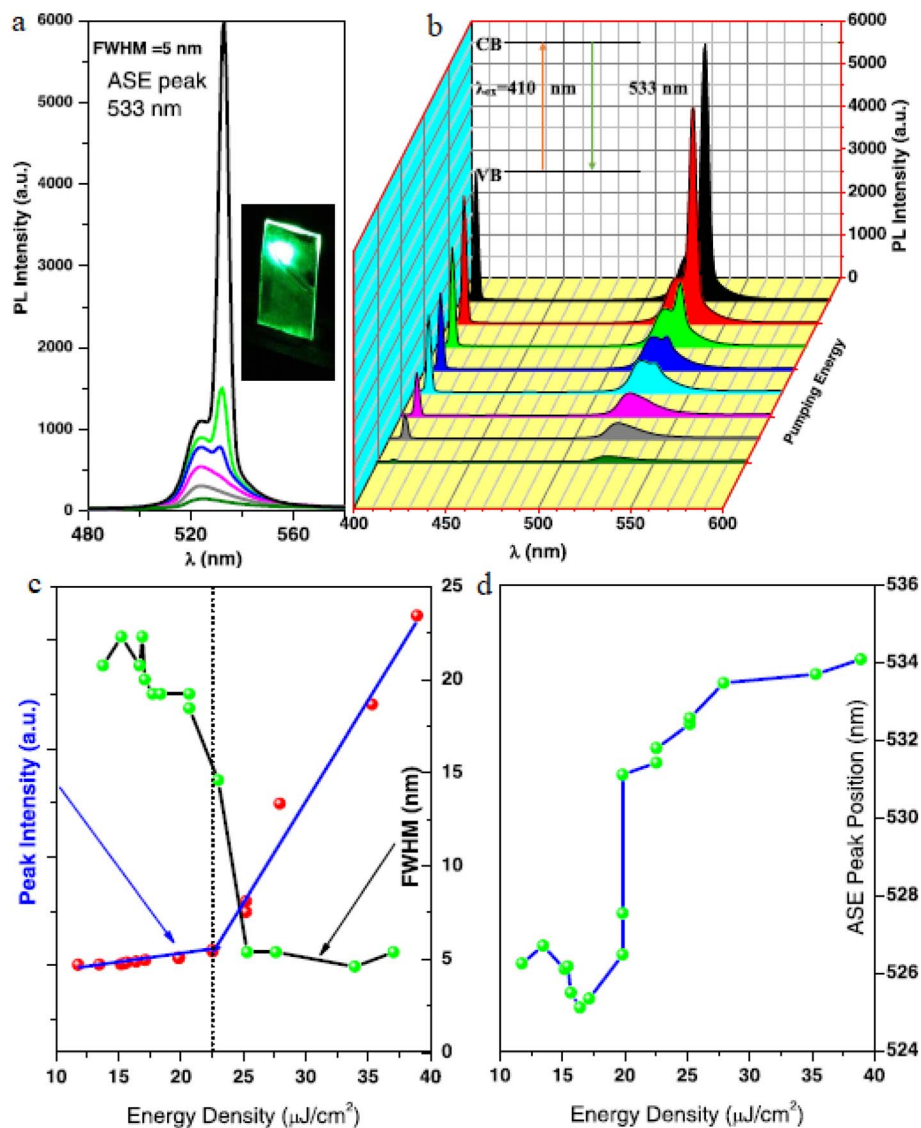 a
FWHM =5 nm
ASE peak
533 nm
6000
5000
4000
3000
2000
1000
0
PL Intensity (a.u.)
480 520 560
λ (nm)
b
CB
λex=410 nm
533 nm
VB
6000
5000
4000
3000
2000
1000
0
PL Intensity (a.u.)
Pumping Energy
400 450 500 550 600
λ (nm)
c
Peak Intensity (a.u.)
25
20
15
10
5
0
FWHM (nm)
10 15 20 25 30 35 40
Energy Density (μJ/cm²)
d
536
534
532
530
528
526
524
ASE Peak Position (nm)
10 15 20 25 30 35 40
Energy Density (μJ/cm²)